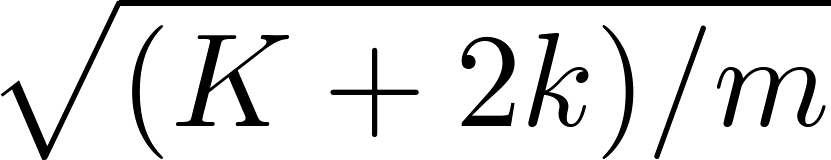 √(K + 2k)/m